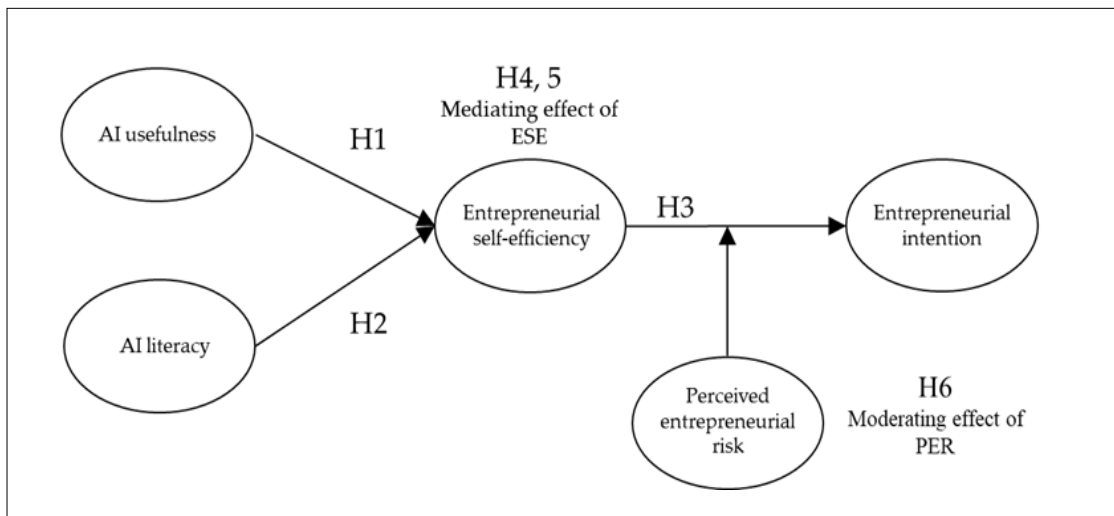 H4, 5
Mediating effect of
ESE
AI usefulness
H1
Entrepreneurial
self-efficiency
H3
Entrepreneurial
intention
H2
AI literacy
Perceived
entrepreneurial
risk
H6
Moderating effect of
PER